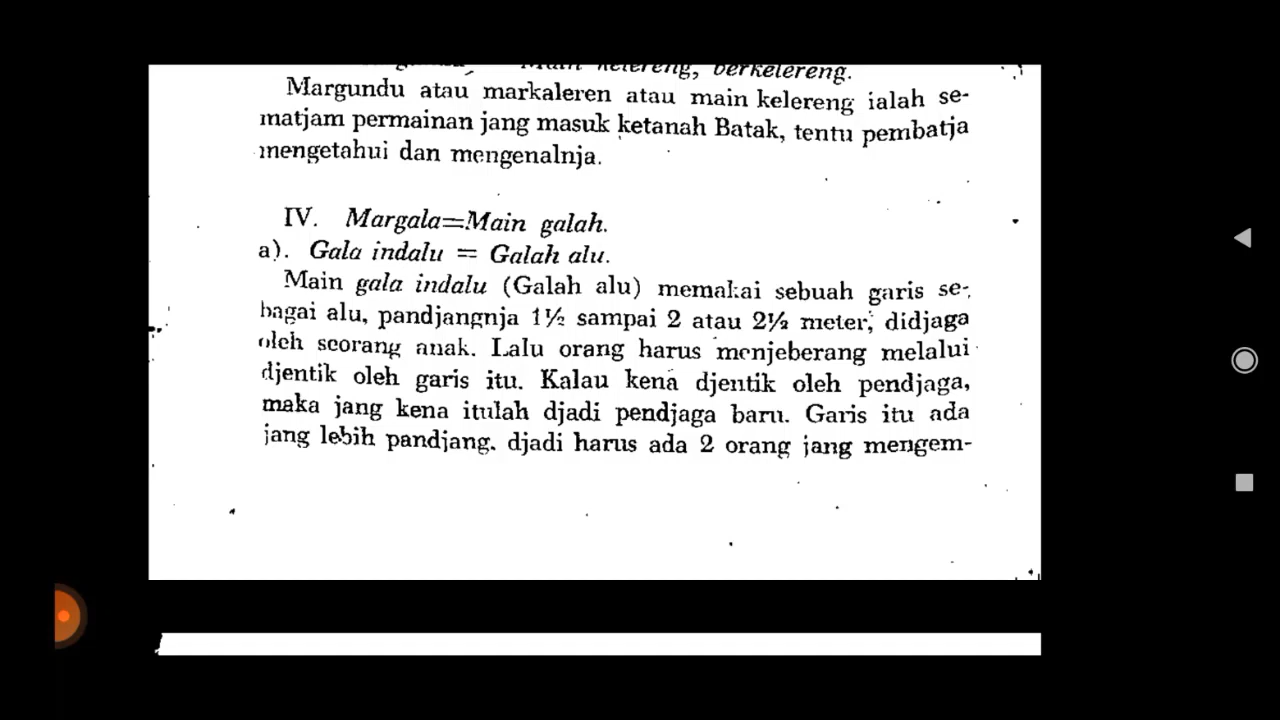 berkelereng.
Margundu atau markaleren atau main kelereng ialah se-
matjam permainan jang masuk ketanah Batak, tentu pembatja
mengetahui dan mengenalnja.
IV. Margala=Main galah.
a). Gala indalu = Galah alu.
Main gala indalu (Galah alu) memakai sebuah garis se-
bagai alu, pandjangnja 1½ sampai 2 atau 2½ meter, didjaga
oleh seorang anak. Lalu orang harus menjeberang melalui
djentik oleh garis itu. Kalau kena djentik oleh pendjaga,
maka jang kena itulah djadi pendjaga baru. Garis itu ada
jang lebih pandjang. djadi harus ada 2 orang jang mengem-